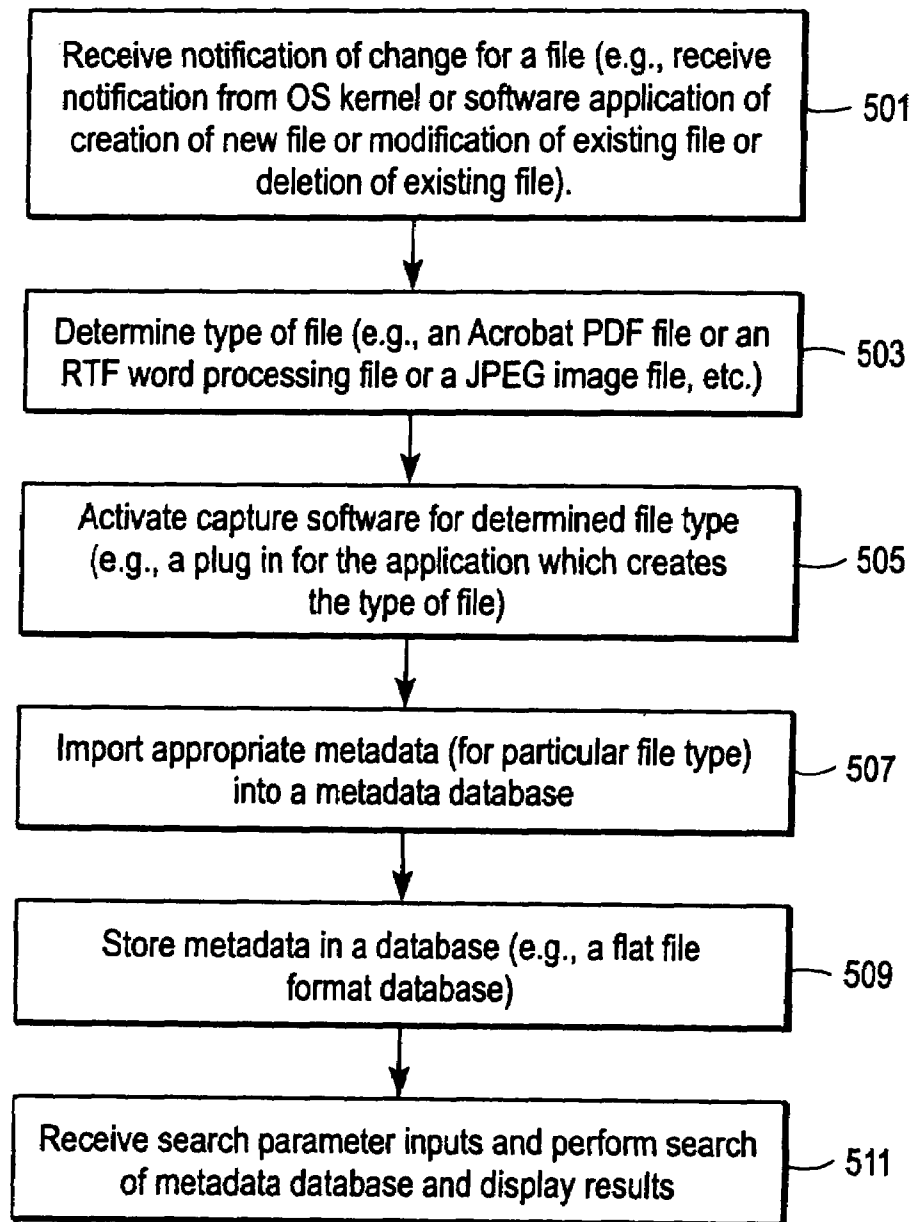 Receive notification of change for a file (e.g., receive
notification from OS kernel or software application of
creation of new file or modification of existing file or
deletion of existing file).
501
Determine type of file (e.g., an Acrobat PDF file or an
RTF word processing file or a JPEG image file, etc.)
503
Activate capture software for determined file type
(e.g., a plug in for the application which creates
the type of file)
505
Import appropriate metadata (for particular file type)
into a metadata database
507
Store metadata in a database (e.g., a flat file
format database)
509
Receive search parameter inputs and perform search
of metadata database and display results
511